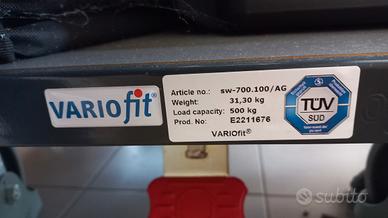 VARIOfit®
Article no.: sw-700.100/AG
Weight: 31,30 kg
Load capacity: 500 kg
Prod. No: E2211676
VARIOfit®
TÜV
SÜD
subito